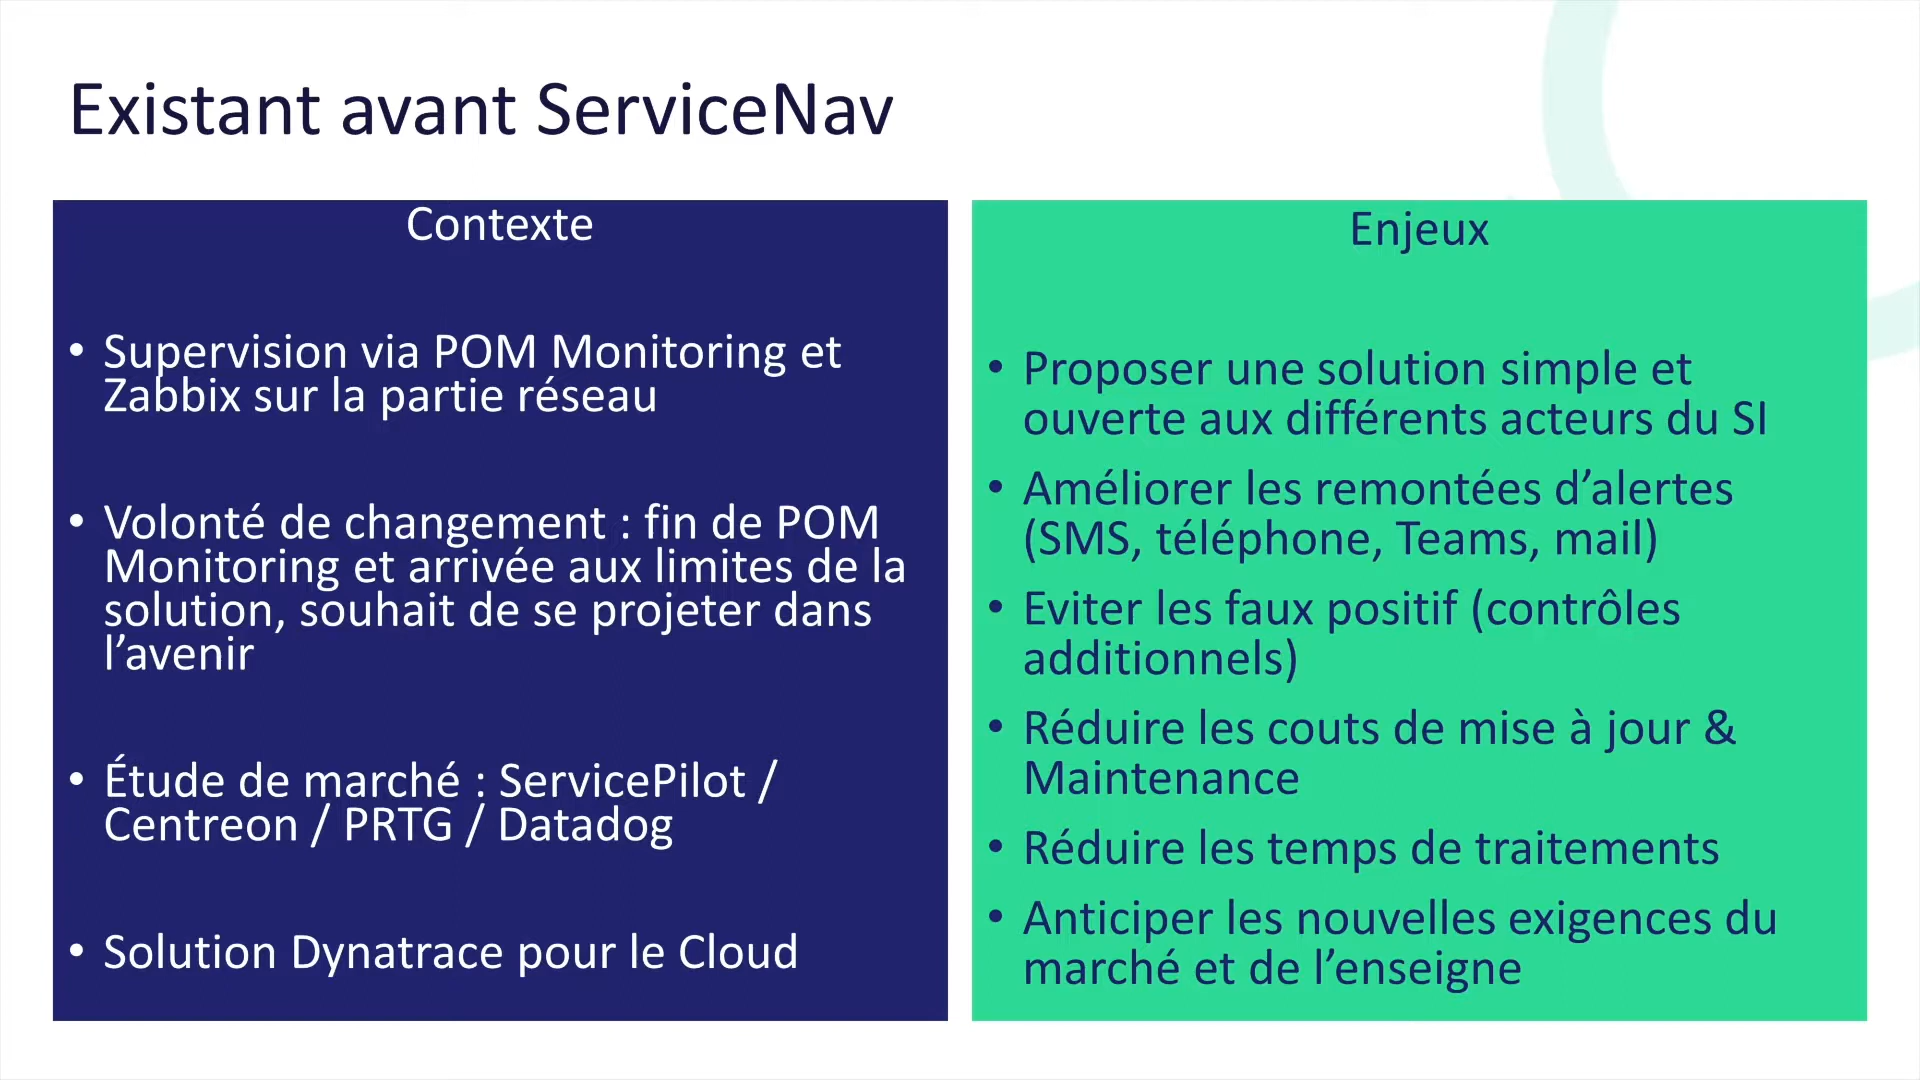 Existant avant ServiceNav
Contexte
• Supervision via POM Monitoring et
Zabbix sur la partie réseau
• Volonté de changement : fin de POM
Monitoring et arrivée aux limites de la
solution, souhait de se projeter dans
l’avenir
• Étude de marché : ServicePilot /
Centreon / PRTG / Datadog
• Solution Dynatrace pour le Cloud
Enjeux
• Proposer une solution simple et
ouverte aux différents acteurs du SI
• Améliorer les remontées d’alertes
(SMS, téléphone, Teams, mail)
• Eviter les faux positif (contrôles
additionnels)
• Réduire les couts de mise à jour &
Maintenance
• Réduire les temps de traitements
• Anticiper les nouvelles exigences du
marché et de l’enseigne